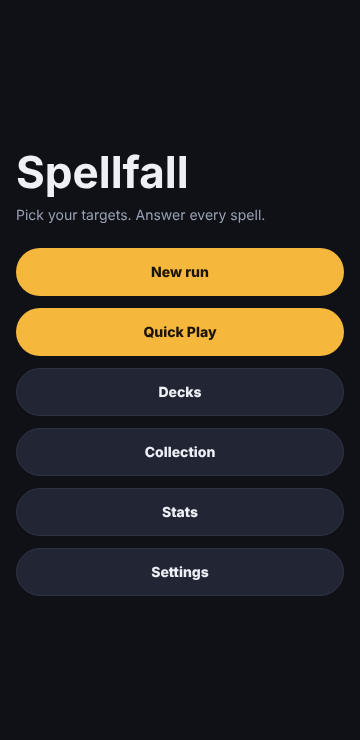 Spellfall
Pick your targets. Answer every spell.
New run
Quick Play
Decks
Collection
Stats
Settings